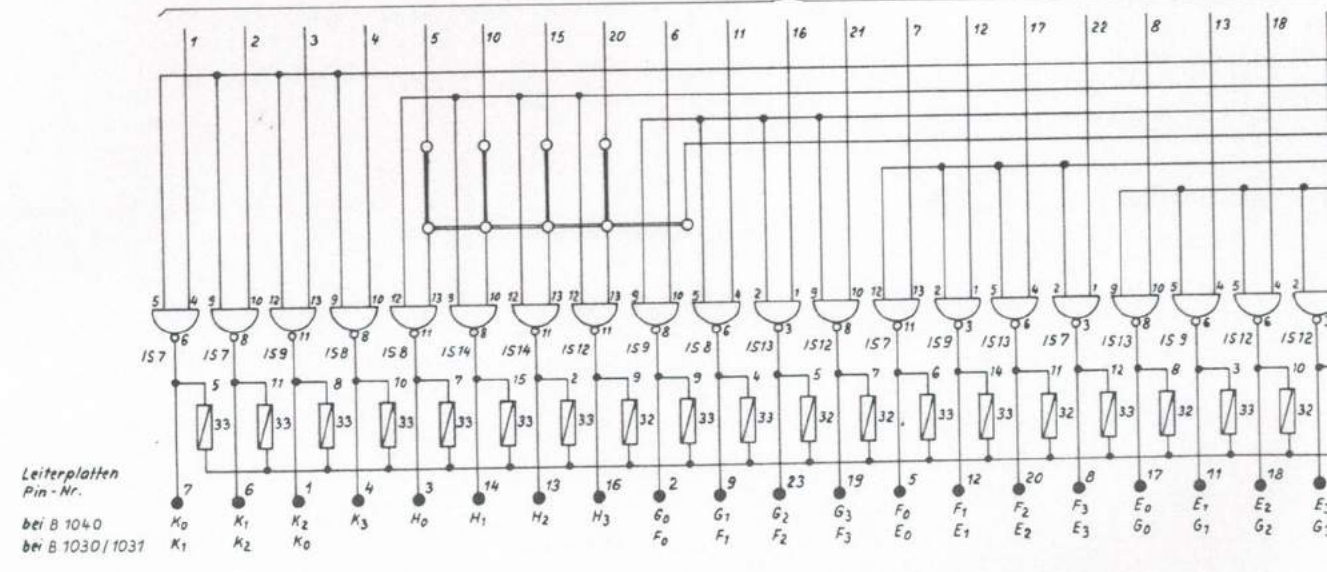 1 2 3 4 5 10 15 20 6 11 16 21 7 12 17 22 8 13 18
5 4 9 10 12 13 9 10 12 13 9 10 12 13 12 13 9 10 5 4 2 1 9 10 12 13 2 1 5 4 2 1 9 10 5 4 5 4 2
6 8 11 8 11 8 11 11 8 6 3 8 11 3 6 3 8 6 6 3
IS7 IS7 IS9 IS8 IS8 IS14 IS14 IS12 IS9 IS8 IS13 IS12 IS7 IS9 IS13 IS7 IS13 IS9 IS12 IS12
5 11 8 10 7 15 2 9 9 4 5 7 6 14 11 12 8 3 10
33 33 33 33 33 33 33 32 33 33 32 32 33 33 32 33 32 33 32
Leiterplatten
Pin-Nr.
7 6 1 4 3 14 13 16 2 9 23 19 5 12 20 8 17 11 18
bei B 1040 K0 K1 K2 K3 H0 H1 H2 H3 G0 G1 G2 G3 F0 F1 F2 F3 E0 E1 E2
bei B 1030/1031 K1 K2 K0 F0 F1 F2 F3 E0 E1 E2 E3 G0 G1 G2